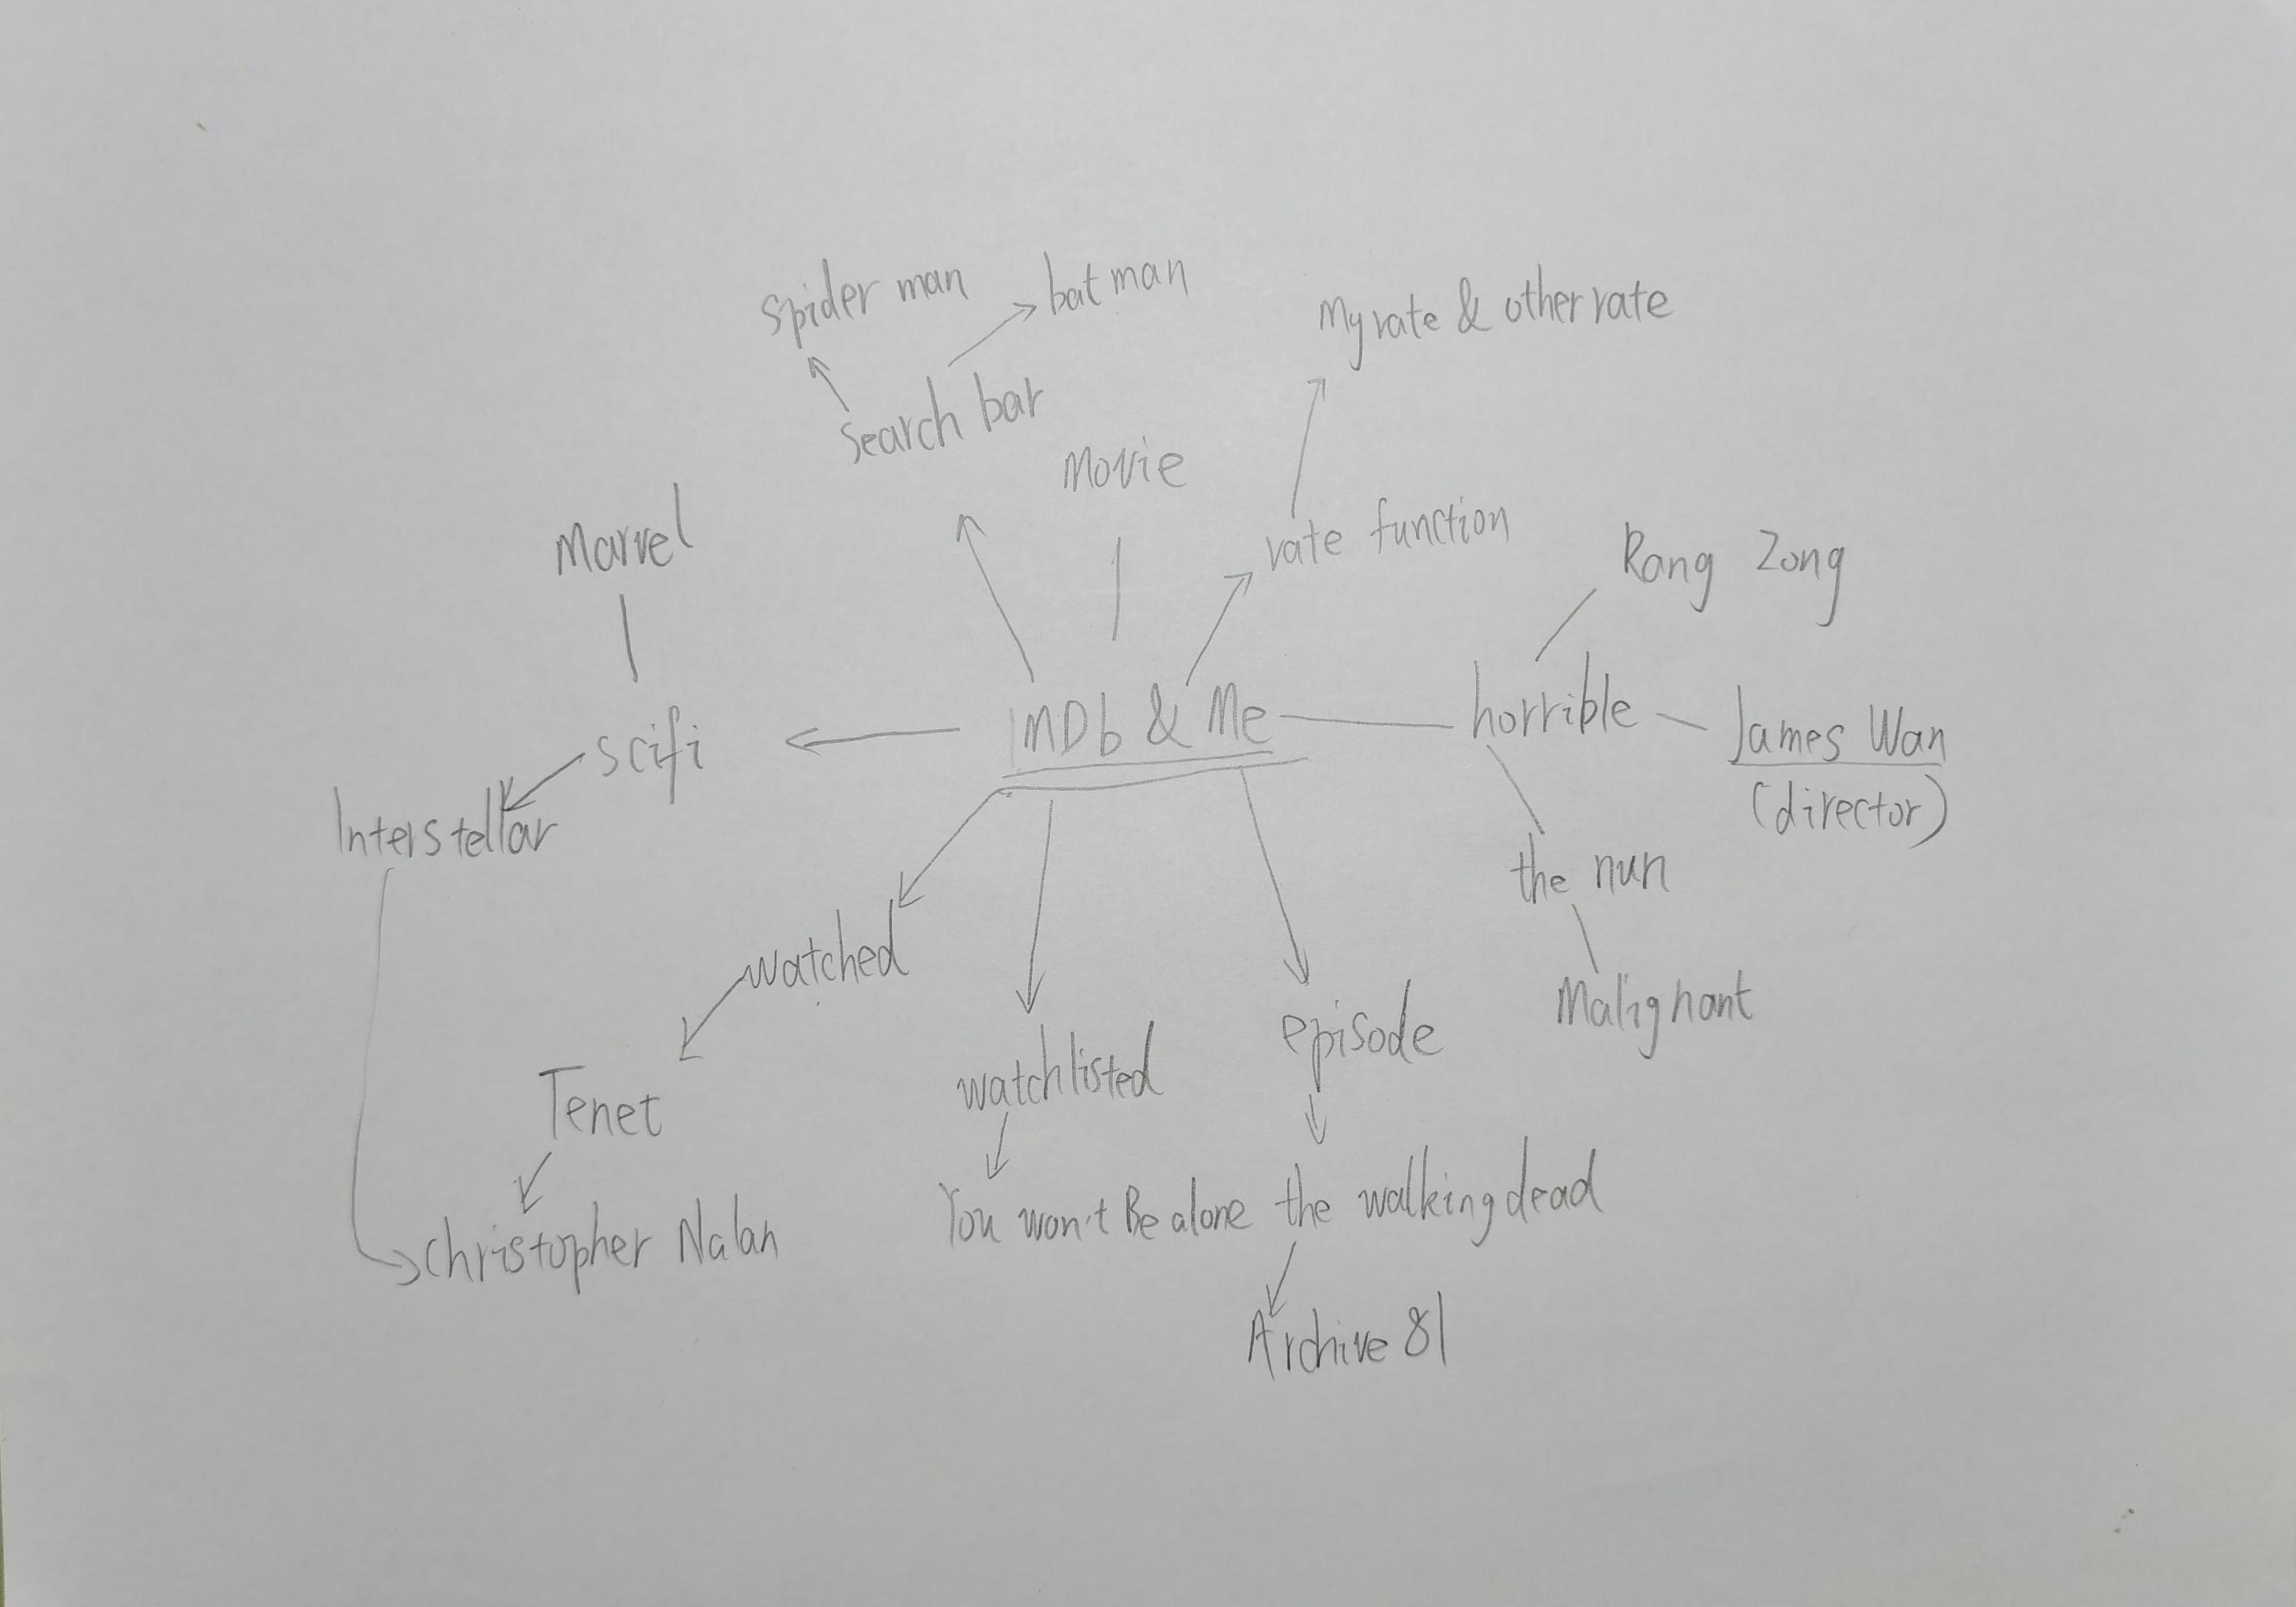 Spider man
bat man
My rate & other rate
Search bar
Movie
Marvel
rate function
Rang Zong
IMDb & Me
horrible
James Wan
(director)
scifi
Interstellar
the nun
watched
Malignant
episode
watchlisted
Tenet
You won't Be alone
the walking dead
Christopher Nalan
Archive 81